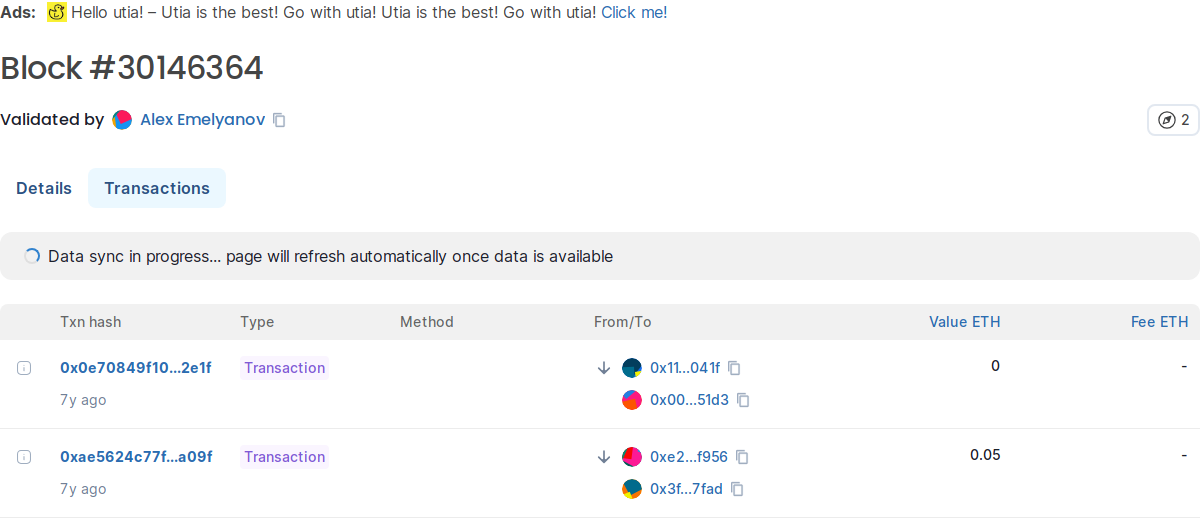 Ads: Hello utia! – Utia is the best! Go with utia! Utia is the best! Go with utia! Click me!
Block #30146364
Validated by Alex Emelyanov 2
Details Transactions
Data sync in progress... page will refresh automatically once data is available
Txn hash Type Method From/To Value ETH Fee ETH
0x0e70849f10...2e1f Transaction 0x11...041f 0 -
7y ago 0x00...51d3
0xae5624c77f...a09f Transaction 0xe2...f956 0.05 -
7y ago 0x3f...7fad